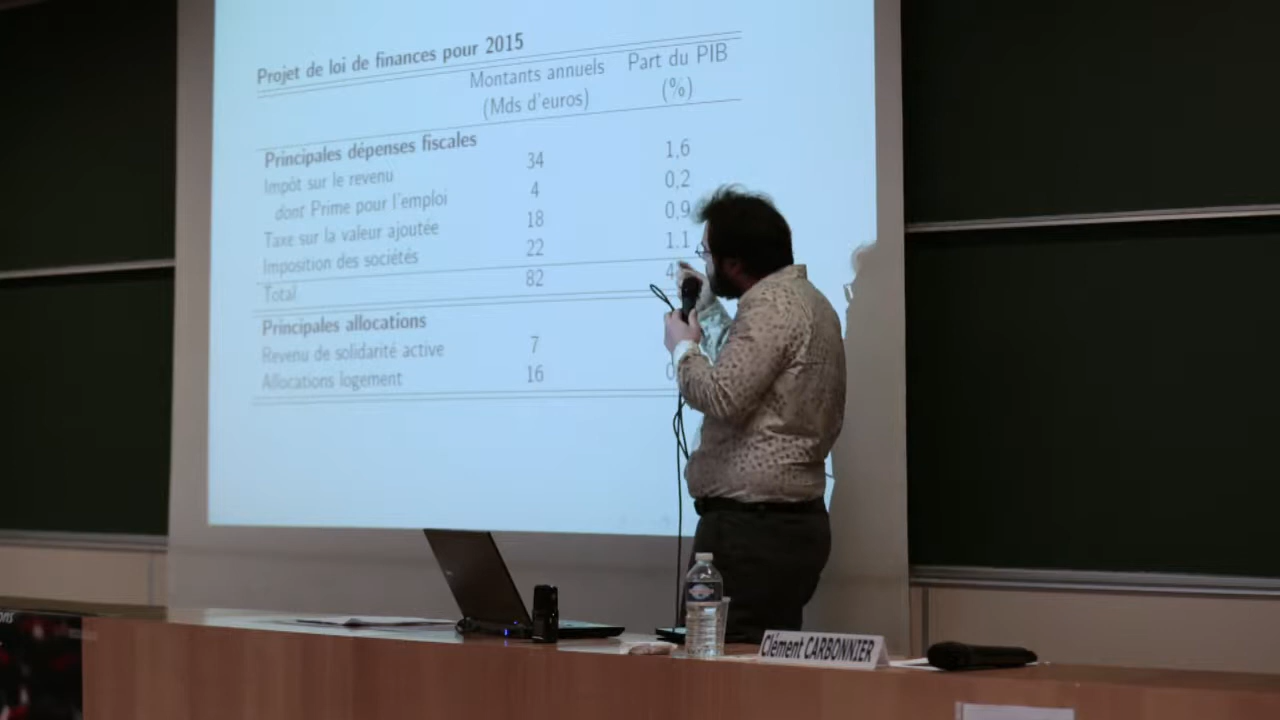 Projet de loi de finances pour 2015
Montants annuels Part du PIB
(Mds d'euros) (%)
Principales dépenses fiscales
Impôt sur le revenu 34 1,6
dont Prime pour l'emploi 4 0,2
Taxe sur la valeur ajoutée 18 0,9
Imposition des sociétés 22 1.1
Total 82 4
Principales allocations
Revenu de solidarité active 7
Allocations logement 16 0
Clément CARBONNIER